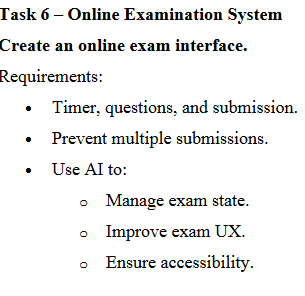 Task 6 – Online Examination System
Create an online exam interface.
Requirements:
• Timer, questions, and submission.
• Prevent multiple submissions.
• Use AI to:
o Manage exam state.
o Improve exam UX.
o Ensure accessibility.